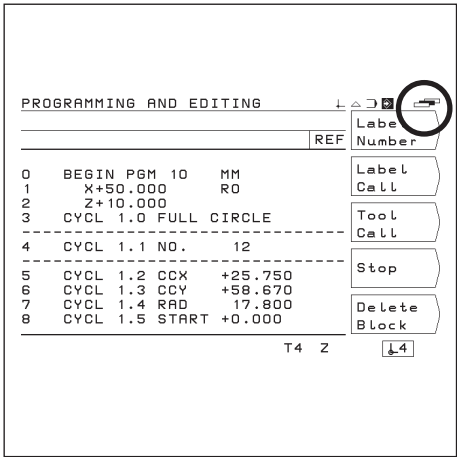 PROGRAMMING AND EDITING
REF
Label
Number
0 BEGIN PGM 10 MM
1 X+50.000 R0
2 Z+10.000
3 CYCL 1.0 FULL CIRCLE
4 CYCL 1.1 NO. 12
5 CYCL 1.2 CCX +25.750
6 CYCL 1.3 CCY +58.670
7 CYCL 1.4 RAD 17.800
8 CYCL 1.5 START +0.000
Label
Call
Tool
Call
Stop
Delete
Block
T4 Z
4